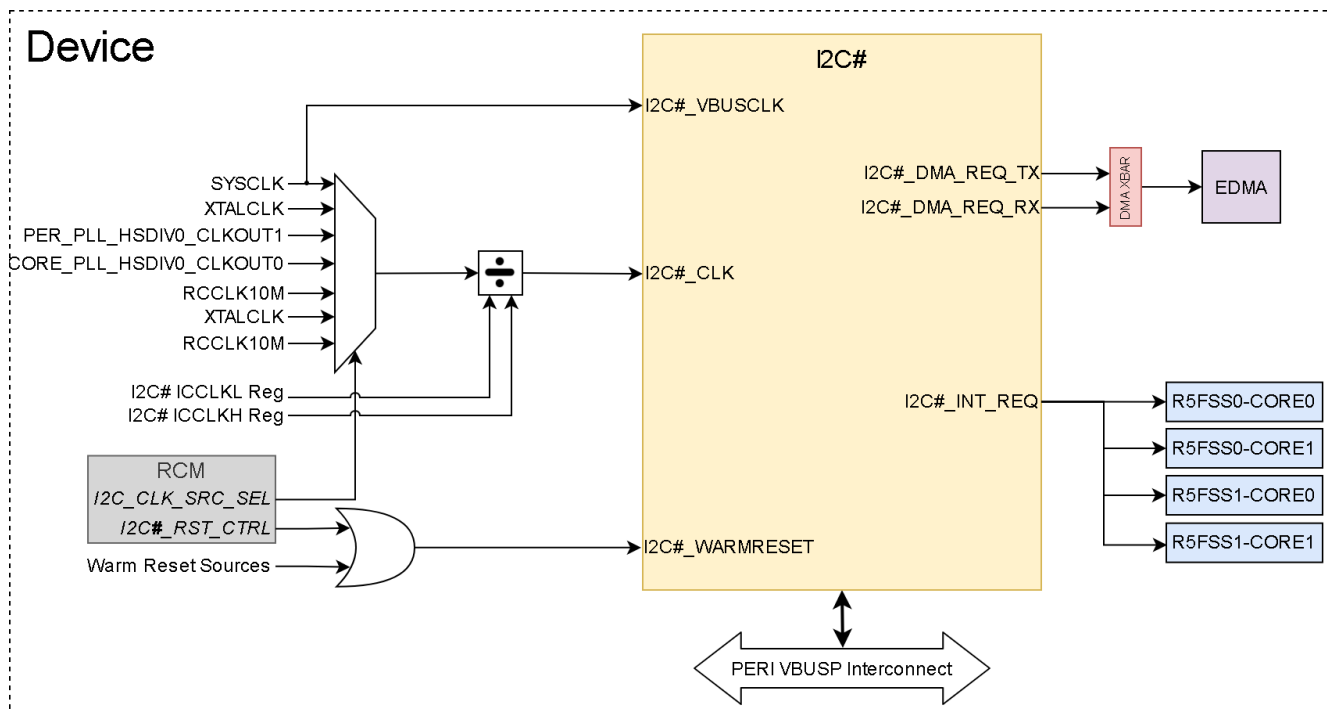 Device
I2C#
I2C#_VBUSCLK
SYSCLK
XTALCLK
PER_PLL_HSDIV0_CLKOUT1
CORE_PLL_HSDIV0_CLKOUT0
RCCLK10M
XTALCLK
RCCLK10M
I2C#_CLK
I2C# ICCLKL Reg
I2C# ICCLKH Reg
RCM
I2C_CLK_SRC_SEL
I2C#_RST_CTRL
Warm Reset Sources
I2C#_WARMRESET
I2C#_DMA_REQ_TX
I2C#_DMA_REQ_RX
DMA XBAR
EDMA
I2C#_INT_REQ
R5FSS0-CORE0
R5FSS0-CORE1
R5FSS1-CORE0
R5FSS1-CORE1
PERI VBUSP Interconnect